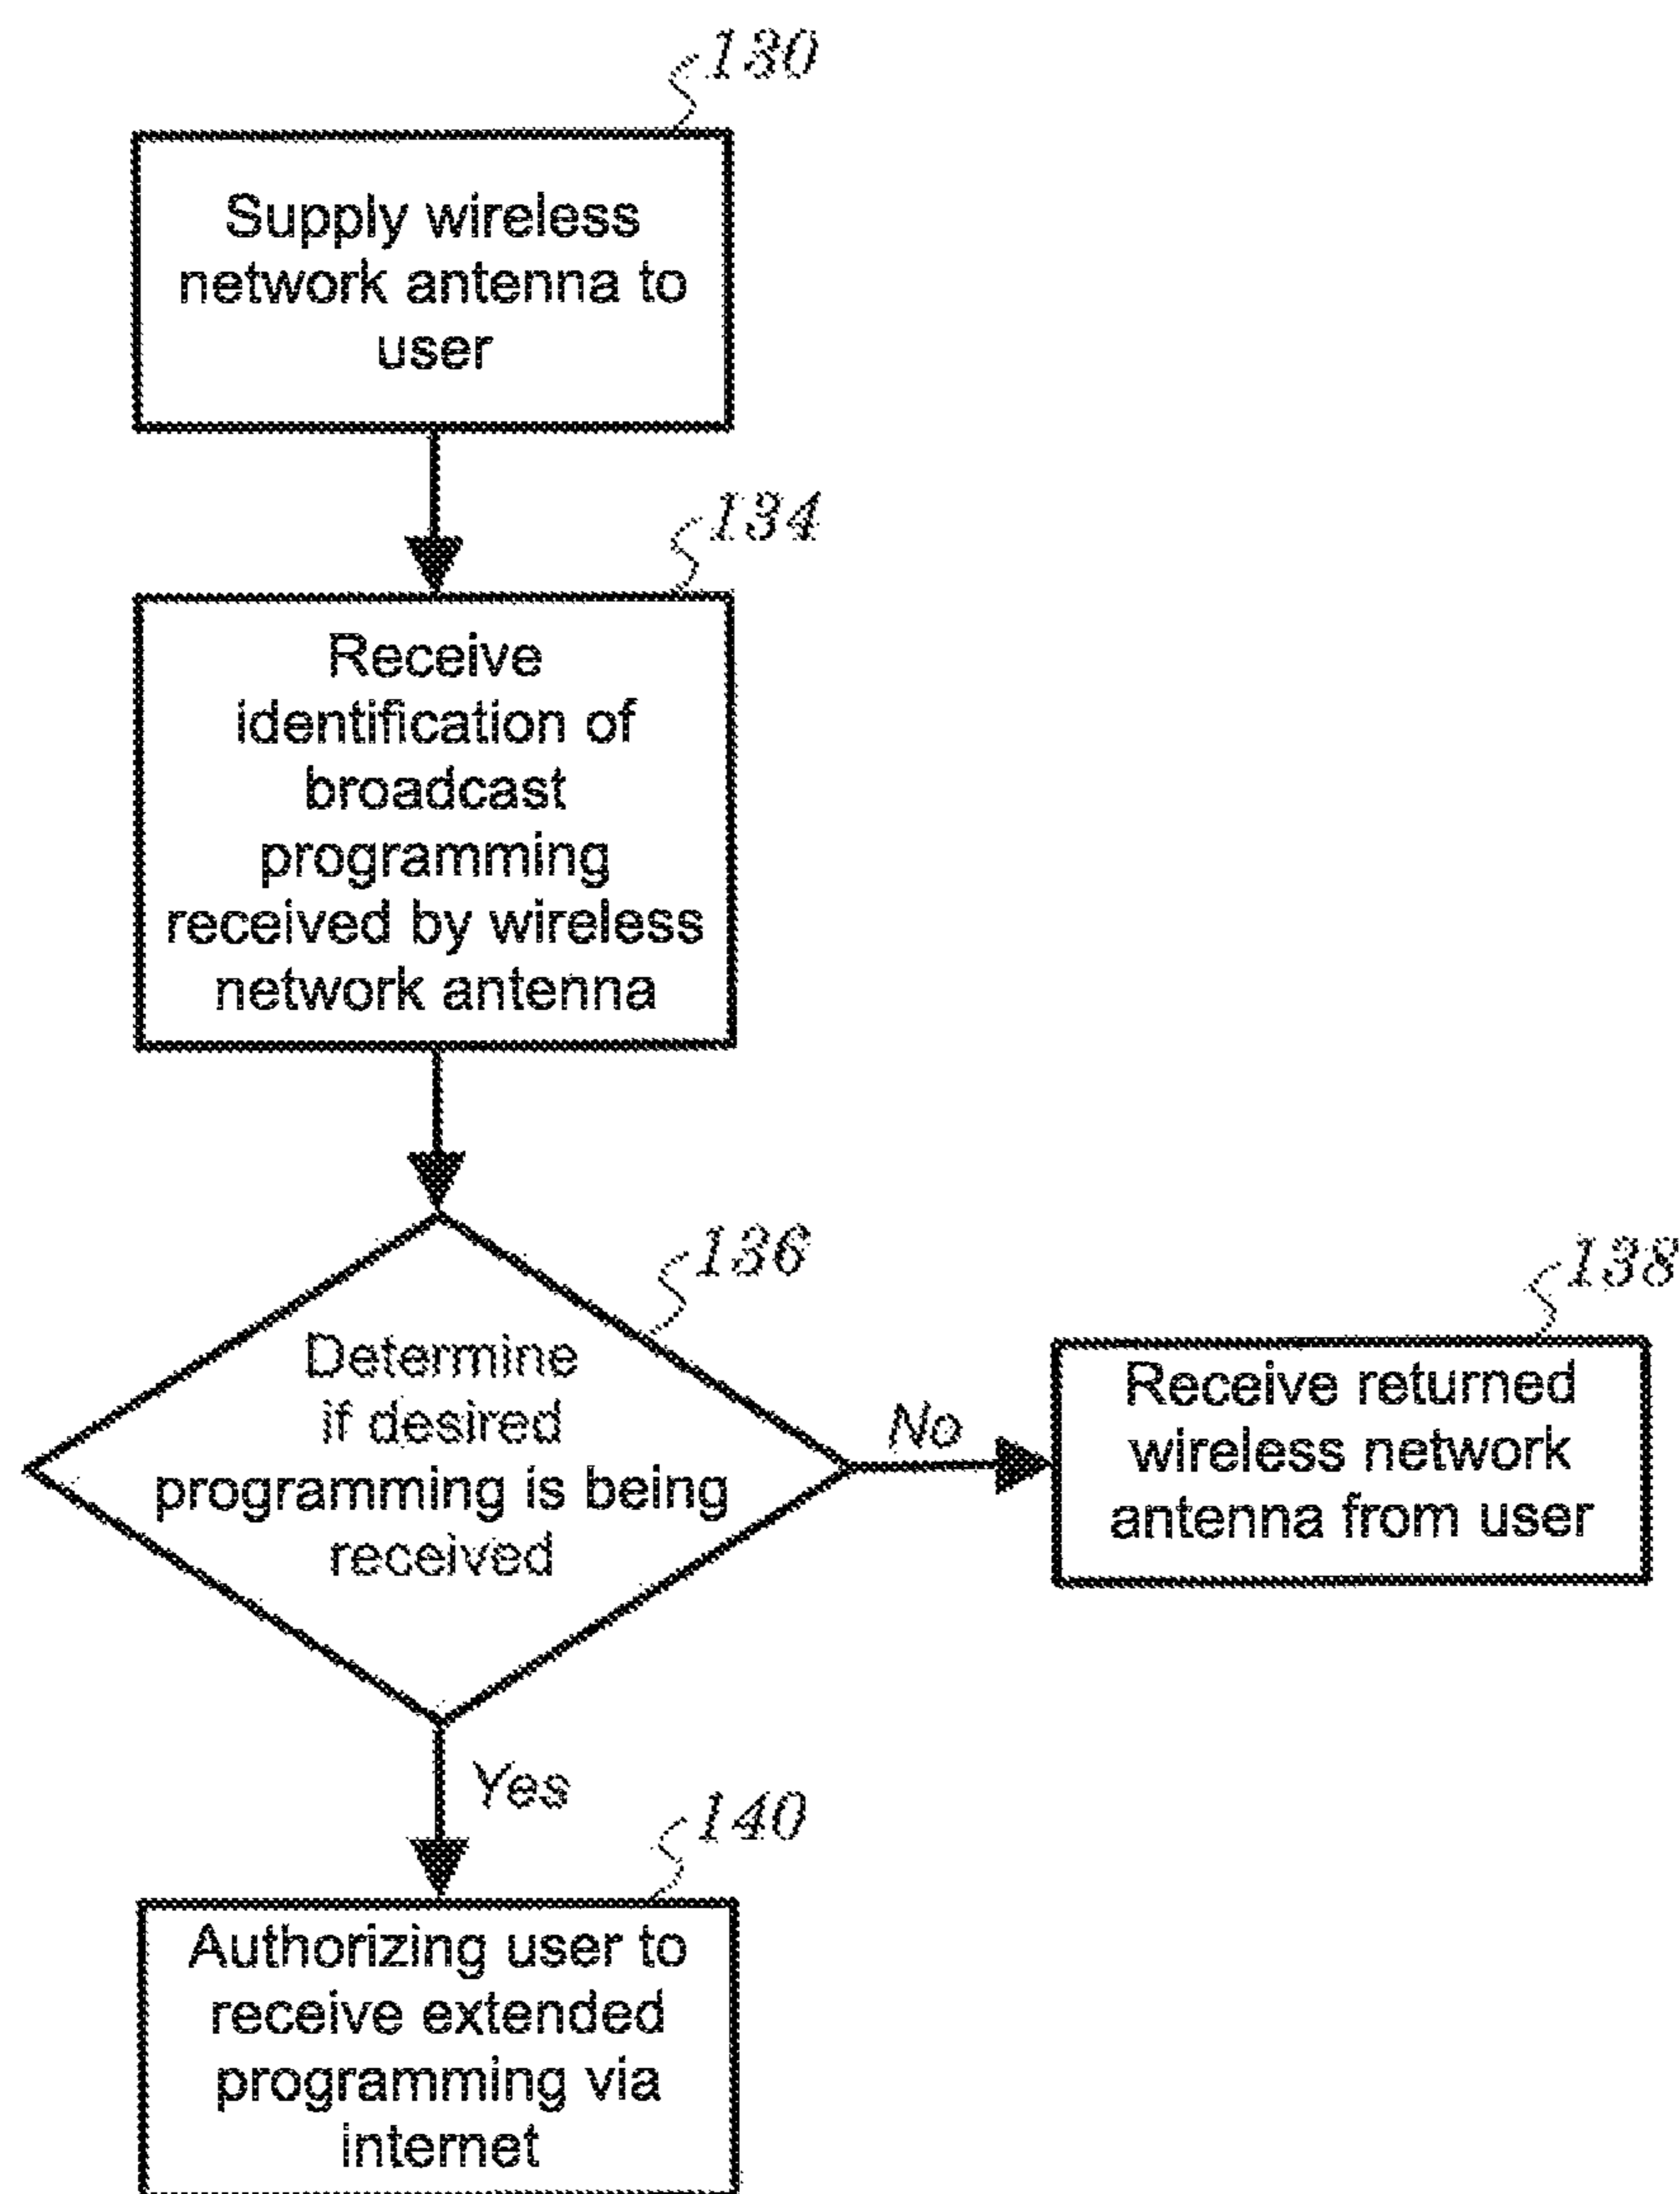 130
Supply wireless
network antenna to
user
134
Receive
identification of
broadcast
programming
received by wireless
network antenna
136
Determine
if desired
programming is being
received
No
138
Receive returned
wireless network
antenna from user
Yes
140
Authorizing user to
receive extended
programming via
internet